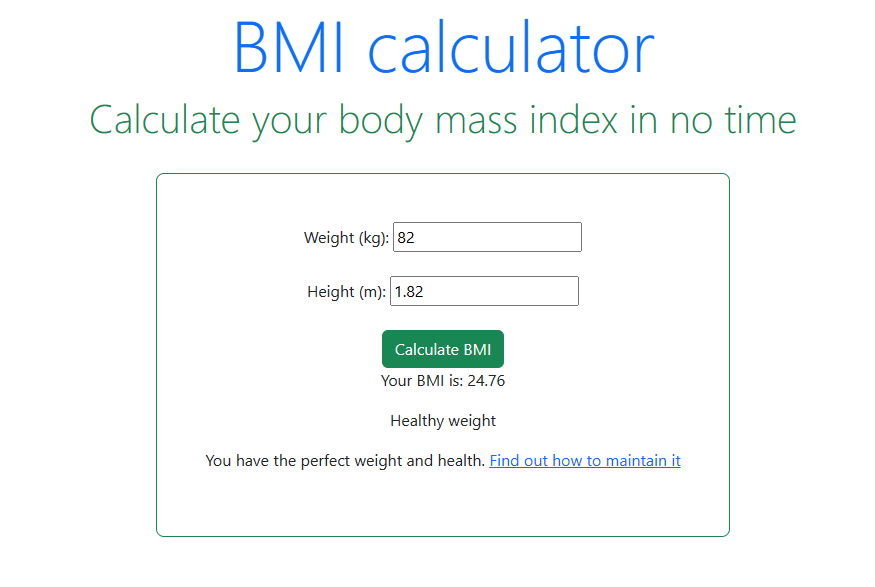 BMI calculator
Calculate your body mass index in no time
Weight (kg): 82
Height (m): 1.82
Calculate BMI
Your BMI is: 24.76
Healthy weight
You have the perfect weight and health. Find out how to maintain it